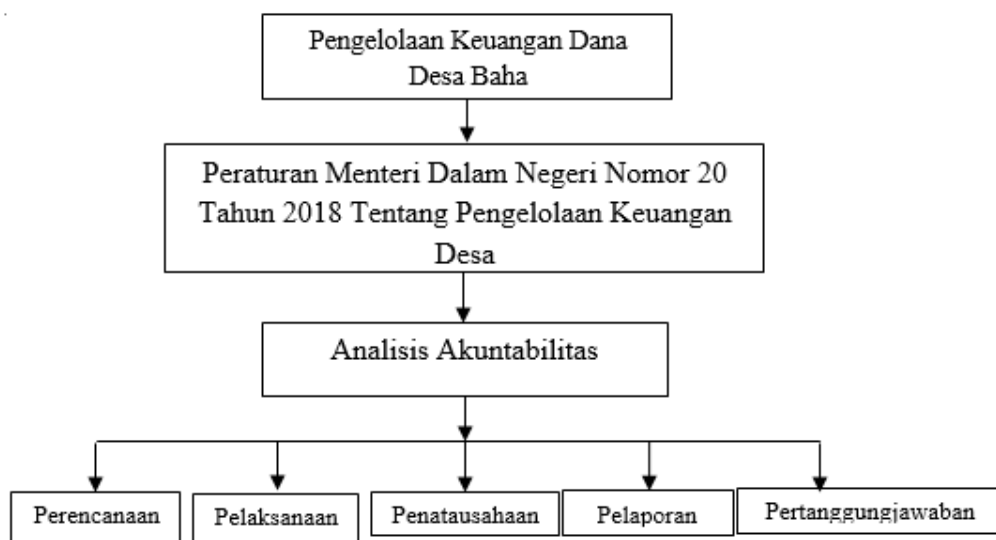 Pengelolaan Keuangan Dana
Desa Baha
Peraturan Menteri Dalam Negeri Nomor 20
Tahun 2018 Tentang Pengelolaan Keuangan
Desa
Analisis Akuntabilitas
Perencanaan
Pelaksanaan
Penatausahaan
Pelaporan
Pertanggungjawaban